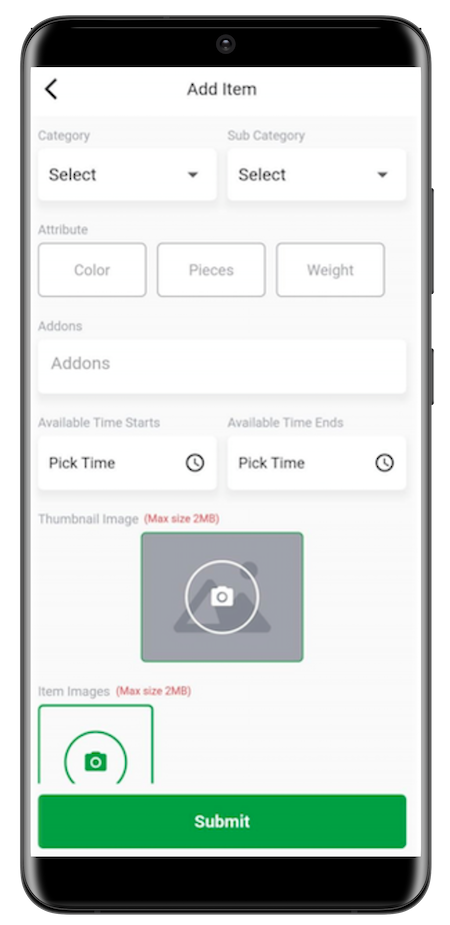 Add Item
Category Sub Category
Select Select
Attribute
Color Pieces Weight
Addons
Addons
Available Time Starts Available Time Ends
Pick Time Pick Time
Thumbnail Image (Max size 2MB)
Item Images (Max size 2MB)
Submit